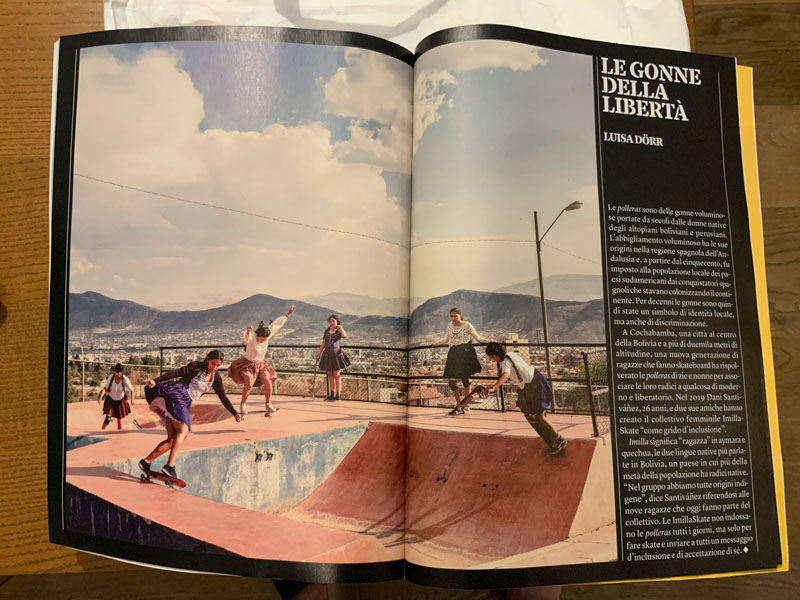 LE GONNE
DELLA
LIBERTÀ
LUISA DÖRR
Le polleras sono delle gonne volumino-
se portate da secoli dalle donne native
degli altopiani boliviani e peruviani.
L'abbigliamento voluminoso ha le sue
origini nella regione spagnola dell'An-
dalusia e, a partire dal cinquecento, fu
imposto alla popolazione locale dei pa-
esi sudamericani dai conquistatori spa-
gnoli che stavano colonizzando il conti-
nente. Per decenni le gonne sono quin-
di state un simbolo di identità locale,
ma anche di discriminazione.
A Cochabamba, una città al centro
della Bolivia e a più di duemila metri di
altitudine, una nuova generazione di
ragazze che fanno skateboard ha rispol-
verato le polleras di zie e nonne per asso-
ciare le loro radici a qualcosa di moder-
no e liberatorio. Nel 2019 Dani Santi-
váñez, 26 anni, e due sue amiche hanno
creato il collettivo femminile Imilla-
Skate "come grido d'inclusione".
Imilla significa "ragazza" in aymara e
quechua, le due lingue native più parla-
te in Bolivia, un paese in cui più della
metà della popolazione ha radici native.
"Nel gruppo abbiamo tutte origini indi-
gene", dice Santiváñez riferendosi alle
nove ragazze che oggi fanno parte del
collettivo. Le ImillaSkate non indossa-
no le polleras tutti i giorni, ma solo per
fare skate e inviare a tutti un messaggio
d'inclusione e di accettazione di sé. ◆